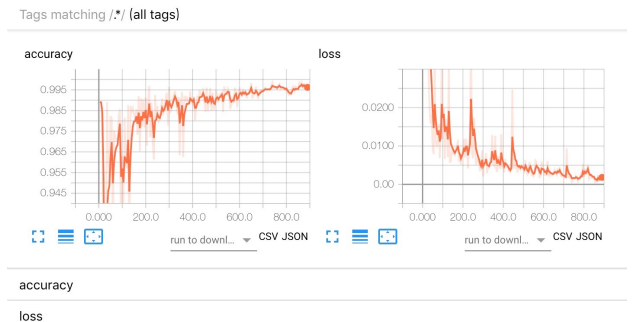 Tags matching /.*/ (all tags)
accuracy
0.995
0.985
0.975
0.965
0.955
0.945
0.000 200.0 400.0 600.0 800.0
run to downl... CSV JSON
loss
0.0200
0.0100
0.00
0.000 200.0 400.0 600.0 800.0
run to downl... CSV JSON
accuracy
loss